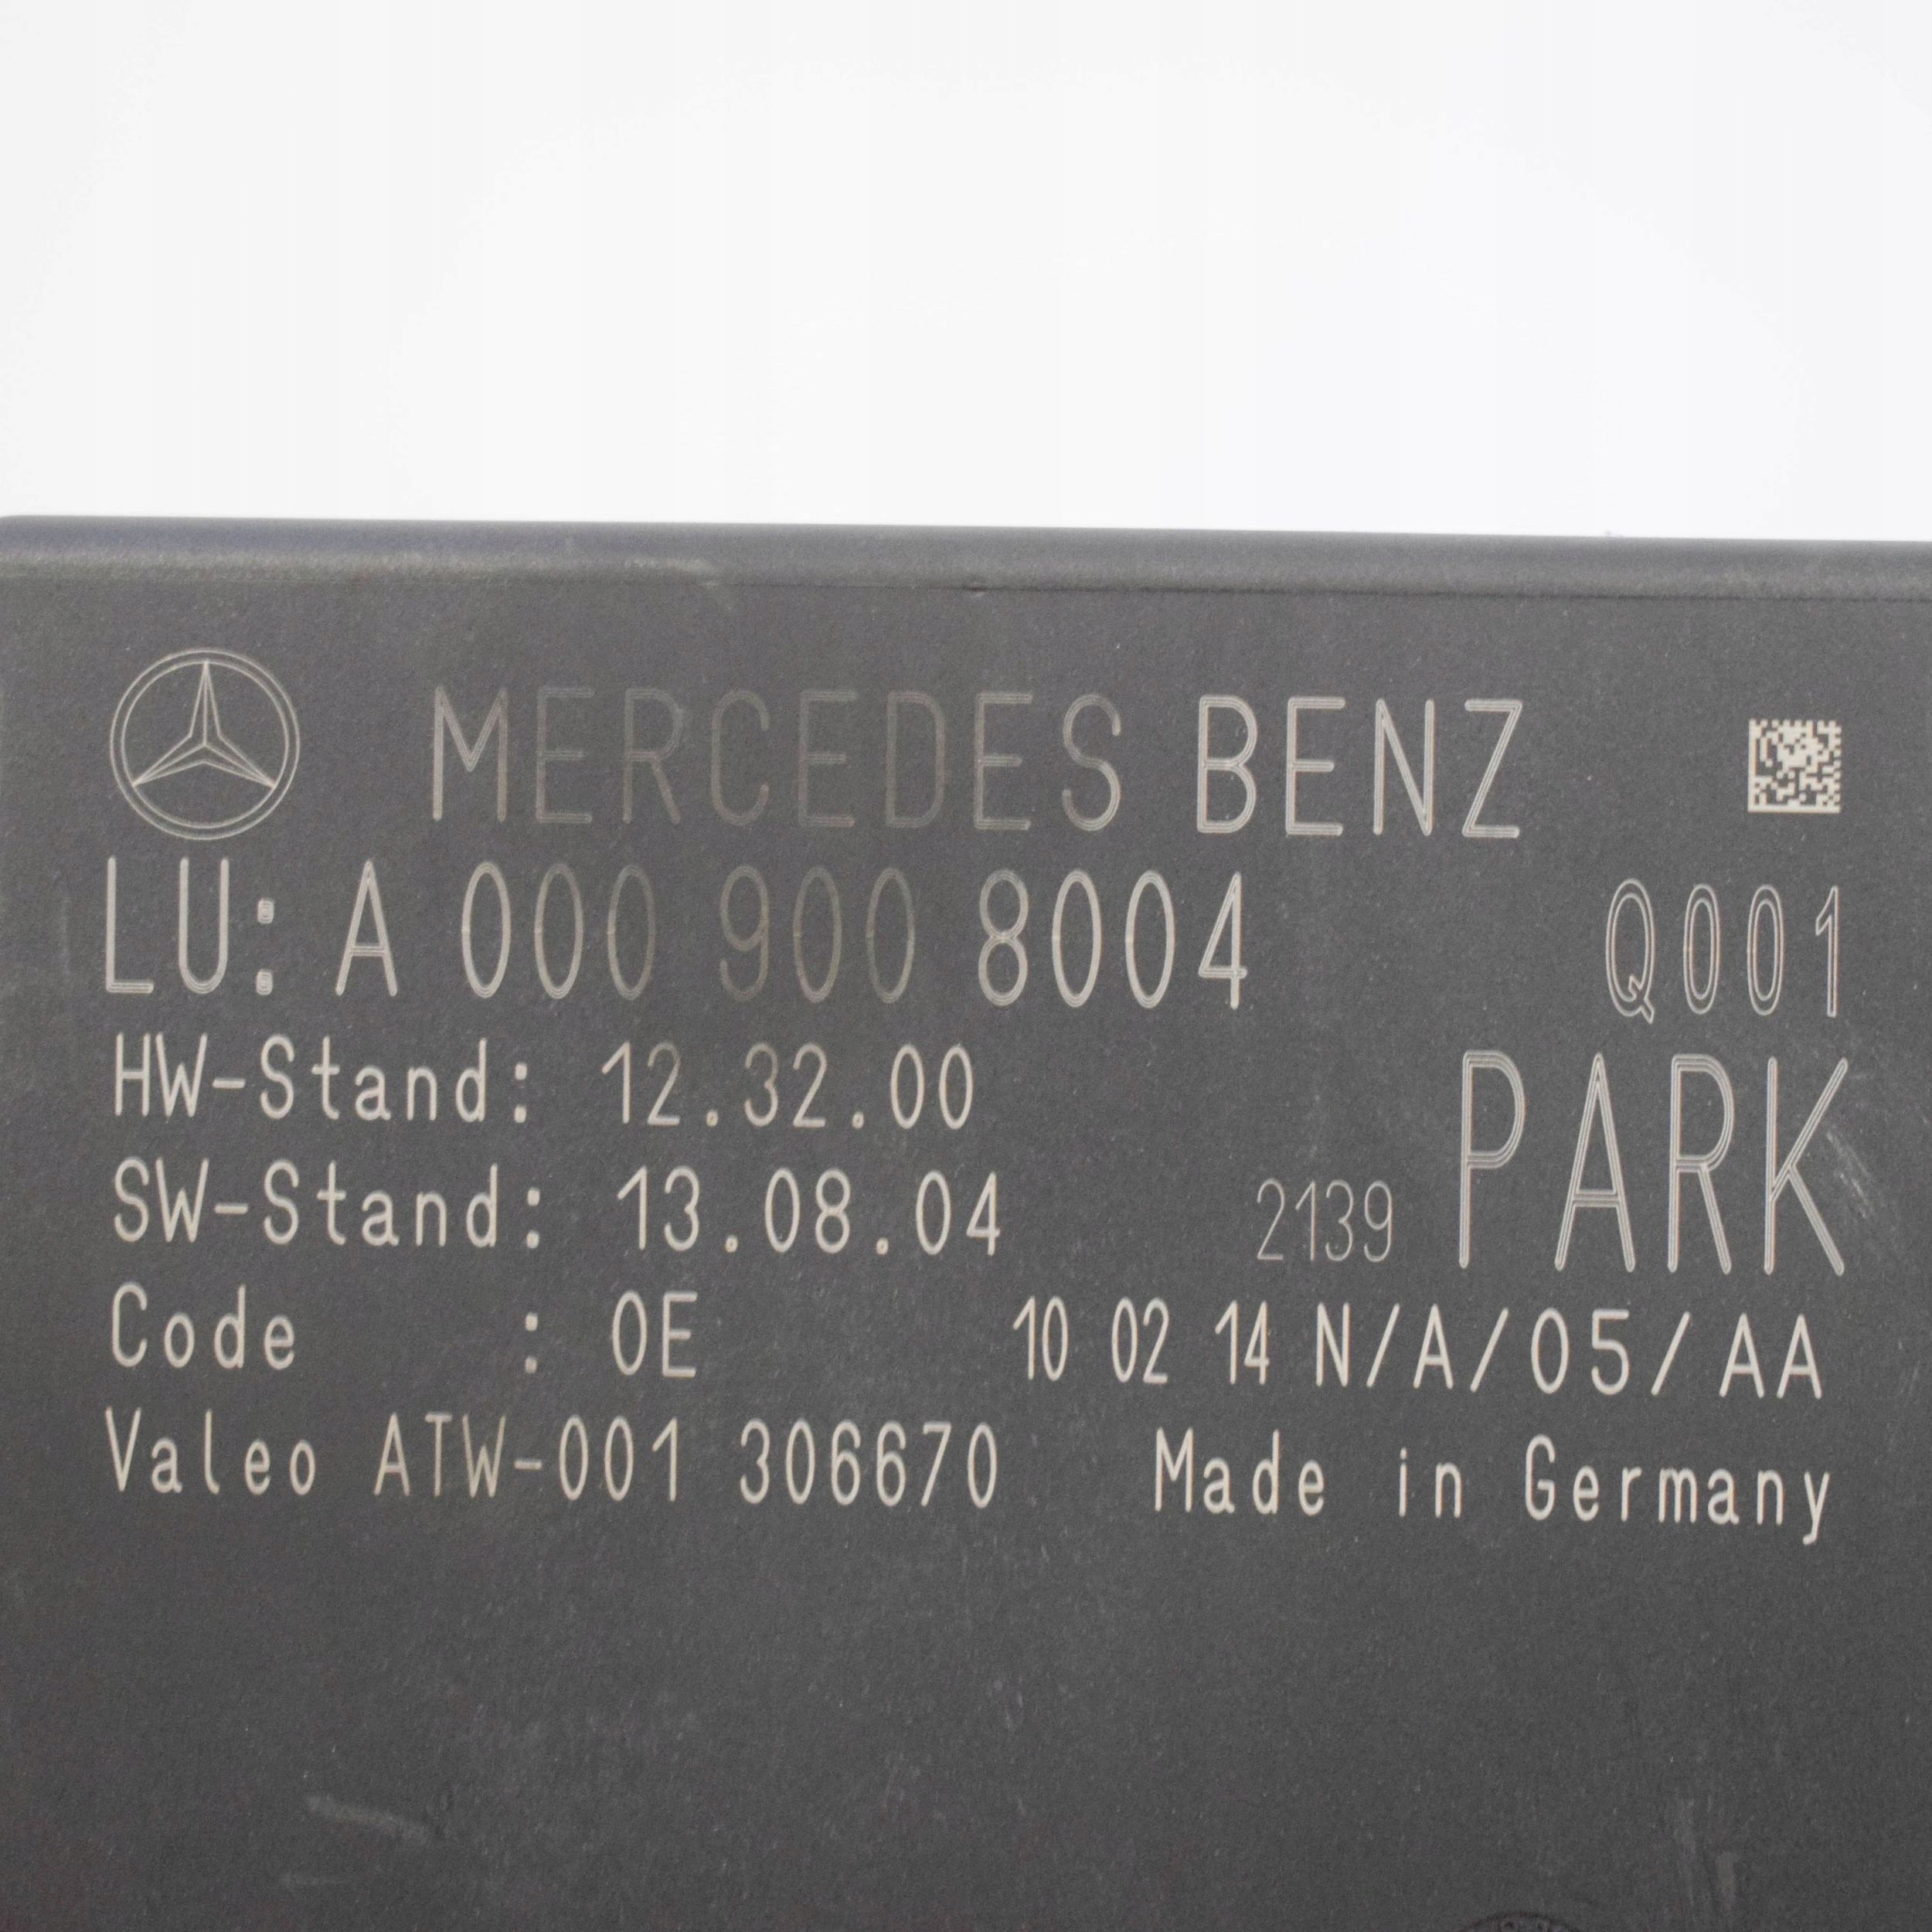 MERCEDES BENZ
LU: A 000 900 8004 Q001
HW-Stand: 12.32.00
SW-Stand: 13.08.04 2139 PARK
Code : 0E 10 02 14 N/A/05/AA
Valeo ATW-001 306670 Made in Germany